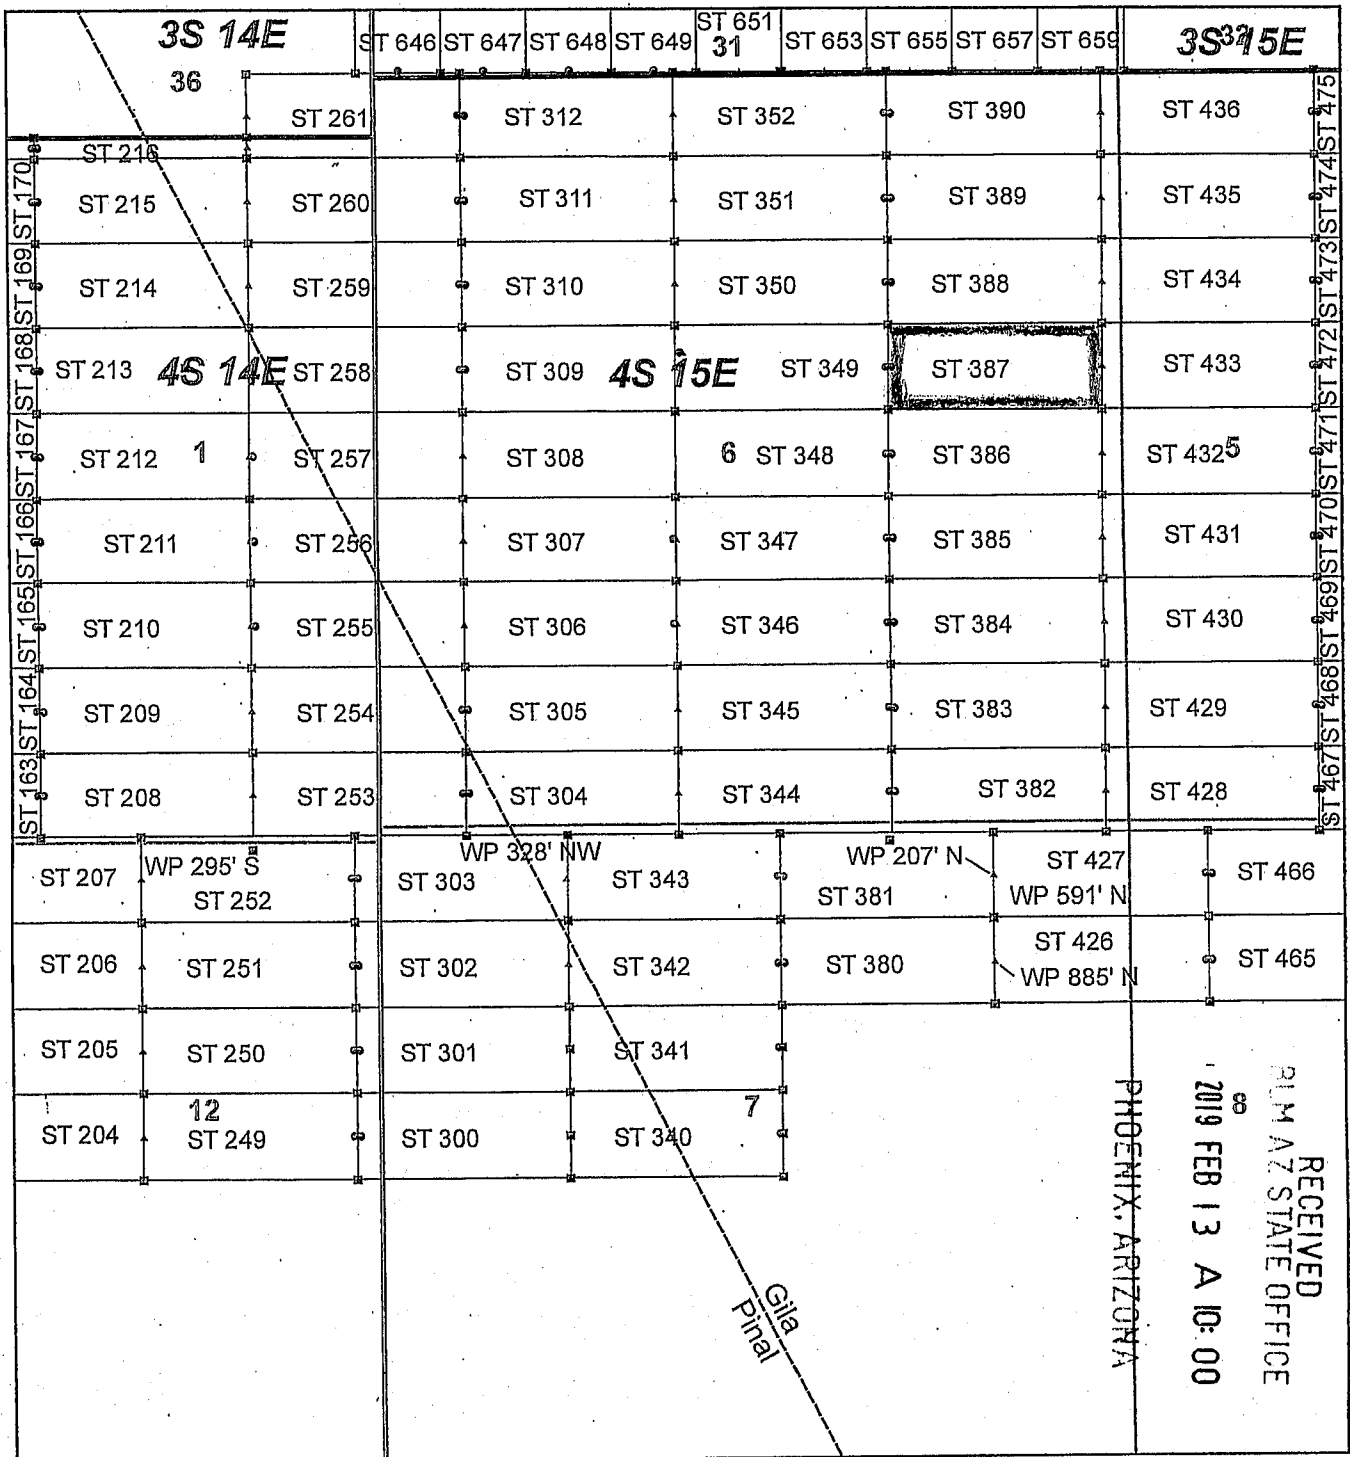 3S 14E
ST 646 ST 647 ST 648 ST 649 ST 651 ST 653 ST 655 ST 657 ST 659
31
3S 15E
32
36
ST 261 ST 312 ST 352 ST 390 ST 436 ST 475
ST 216
ST 170 ST 215 ST 260 ST 311 ST 351 ST 389 ST 435 ST 474
ST 169 ST 214 ST 259 ST 310 ST 350 ST 388 ST 434 ST 473
ST 168 ST 213 4S 14E ST 258 ST 309 4S 15E ST 349 ST 387 ST 433 ST 472
ST 167 ST 212 1 ST 257 ST 308 6 ST 348 ST 386 ST 432 5 ST 471
ST 166 ST 211 ST 256 ST 307 ST 347 ST 385 ST 431 ST 470
ST 165 ST 210 ST 255 ST 306 ST 346 ST 384 ST 430 ST 469
ST 164 ST 209 ST 254 ST 305 ST 345 ST 383 ST 429 ST 468
ST 163 ST 208 ST 253 ST 304 ST 344 ST 382 ST 428 ST 467
WP 295' S WP 328' NW WP 207' N ST 427
ST 207 ST 252 ST 303 ST 343 ST 381 WP 591' N ST 466
ST 206 ST 251 ST 302 ST 342 ST 380 ST 426 ST 465
WP 885' N
ST 205 ST 250 ST 301 ST 341
12 7 8
ST 204 ST 249 ST 300 ST 340
Gila
Pinal
RECEIVED
BLM AZ STATE OFFICE
2019 FEB 13 A 10:00
PHOENIX, ARIZONA